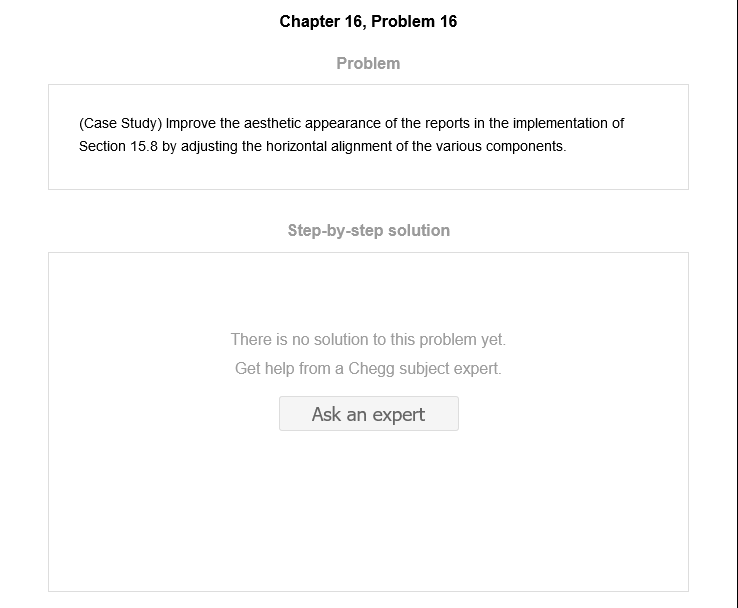 Chapter 16, Problem 16
Problem
(Case Study) Improve the aesthetic appearance of the reports in the implementation of
Section 15.8 by adjusting the horizontal alignment of the various components.
Step-by-step solution
There is no solution to this problem yet.
Get help from a Chegg subject expert.
Ask an expert